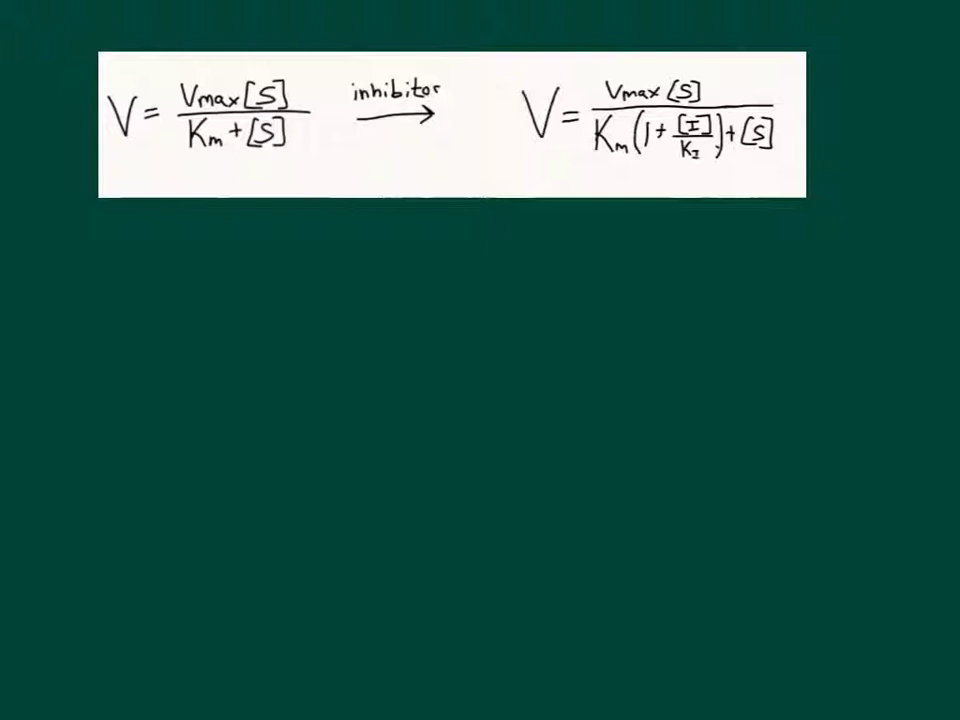 V = Vmax[S] / Km + [S] inhibitor → V = Vmax[S] / Km(1 + [I]/KI) + [S]